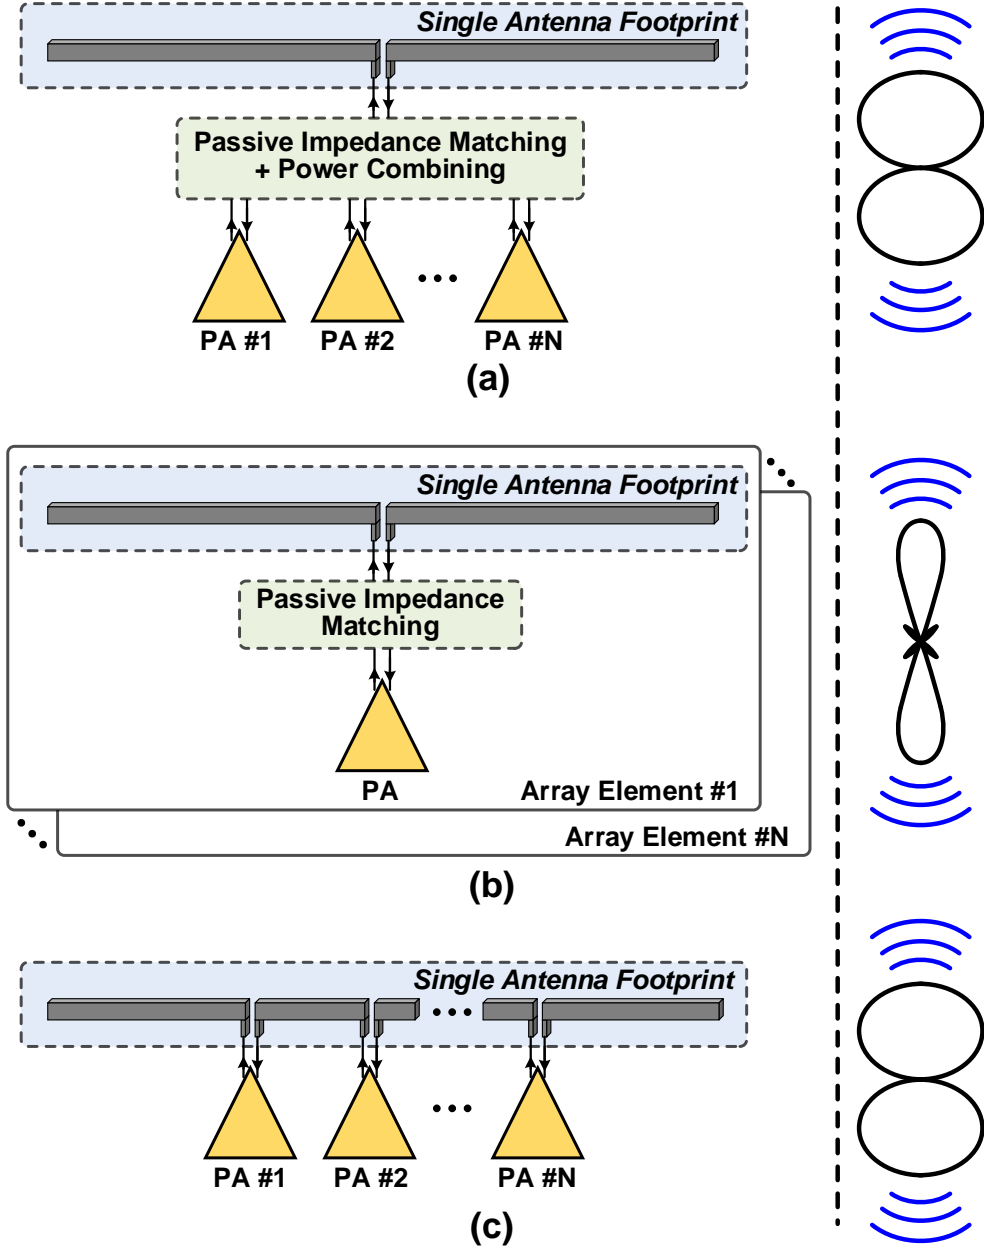 Single Antenna Footprint
Passive Impedance Matching
+ Power Combining
PA #1 PA #2 PA #N
(a)
Single Antenna Footprint
Passive Impedance
Matching
PA
Array Element #1
Array Element #N
(b)
Single Antenna Footprint
PA #1 PA #2 PA #N
(c)